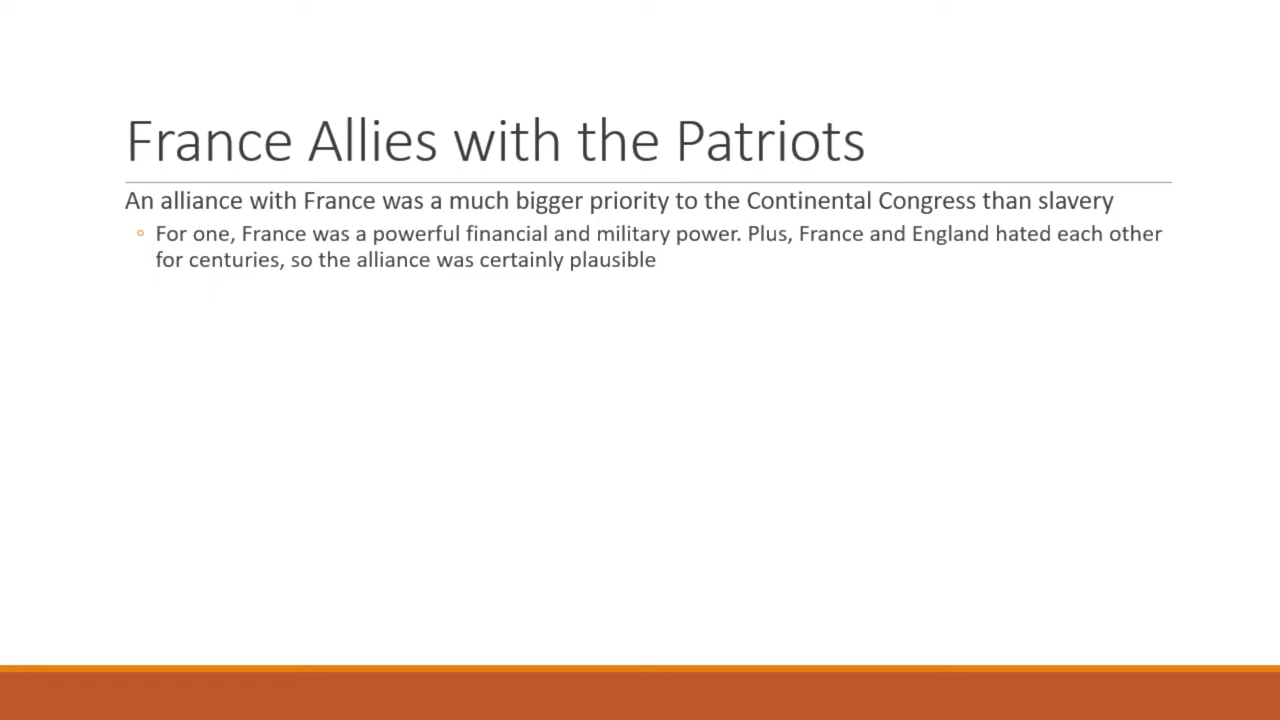 France Allies with the Patriots
An alliance with France was a much bigger priority to the Continental Congress than slavery
◦ For one, France was a powerful financial and military power. Plus, France and England hated each other
for centuries, so the alliance was certainly plausible